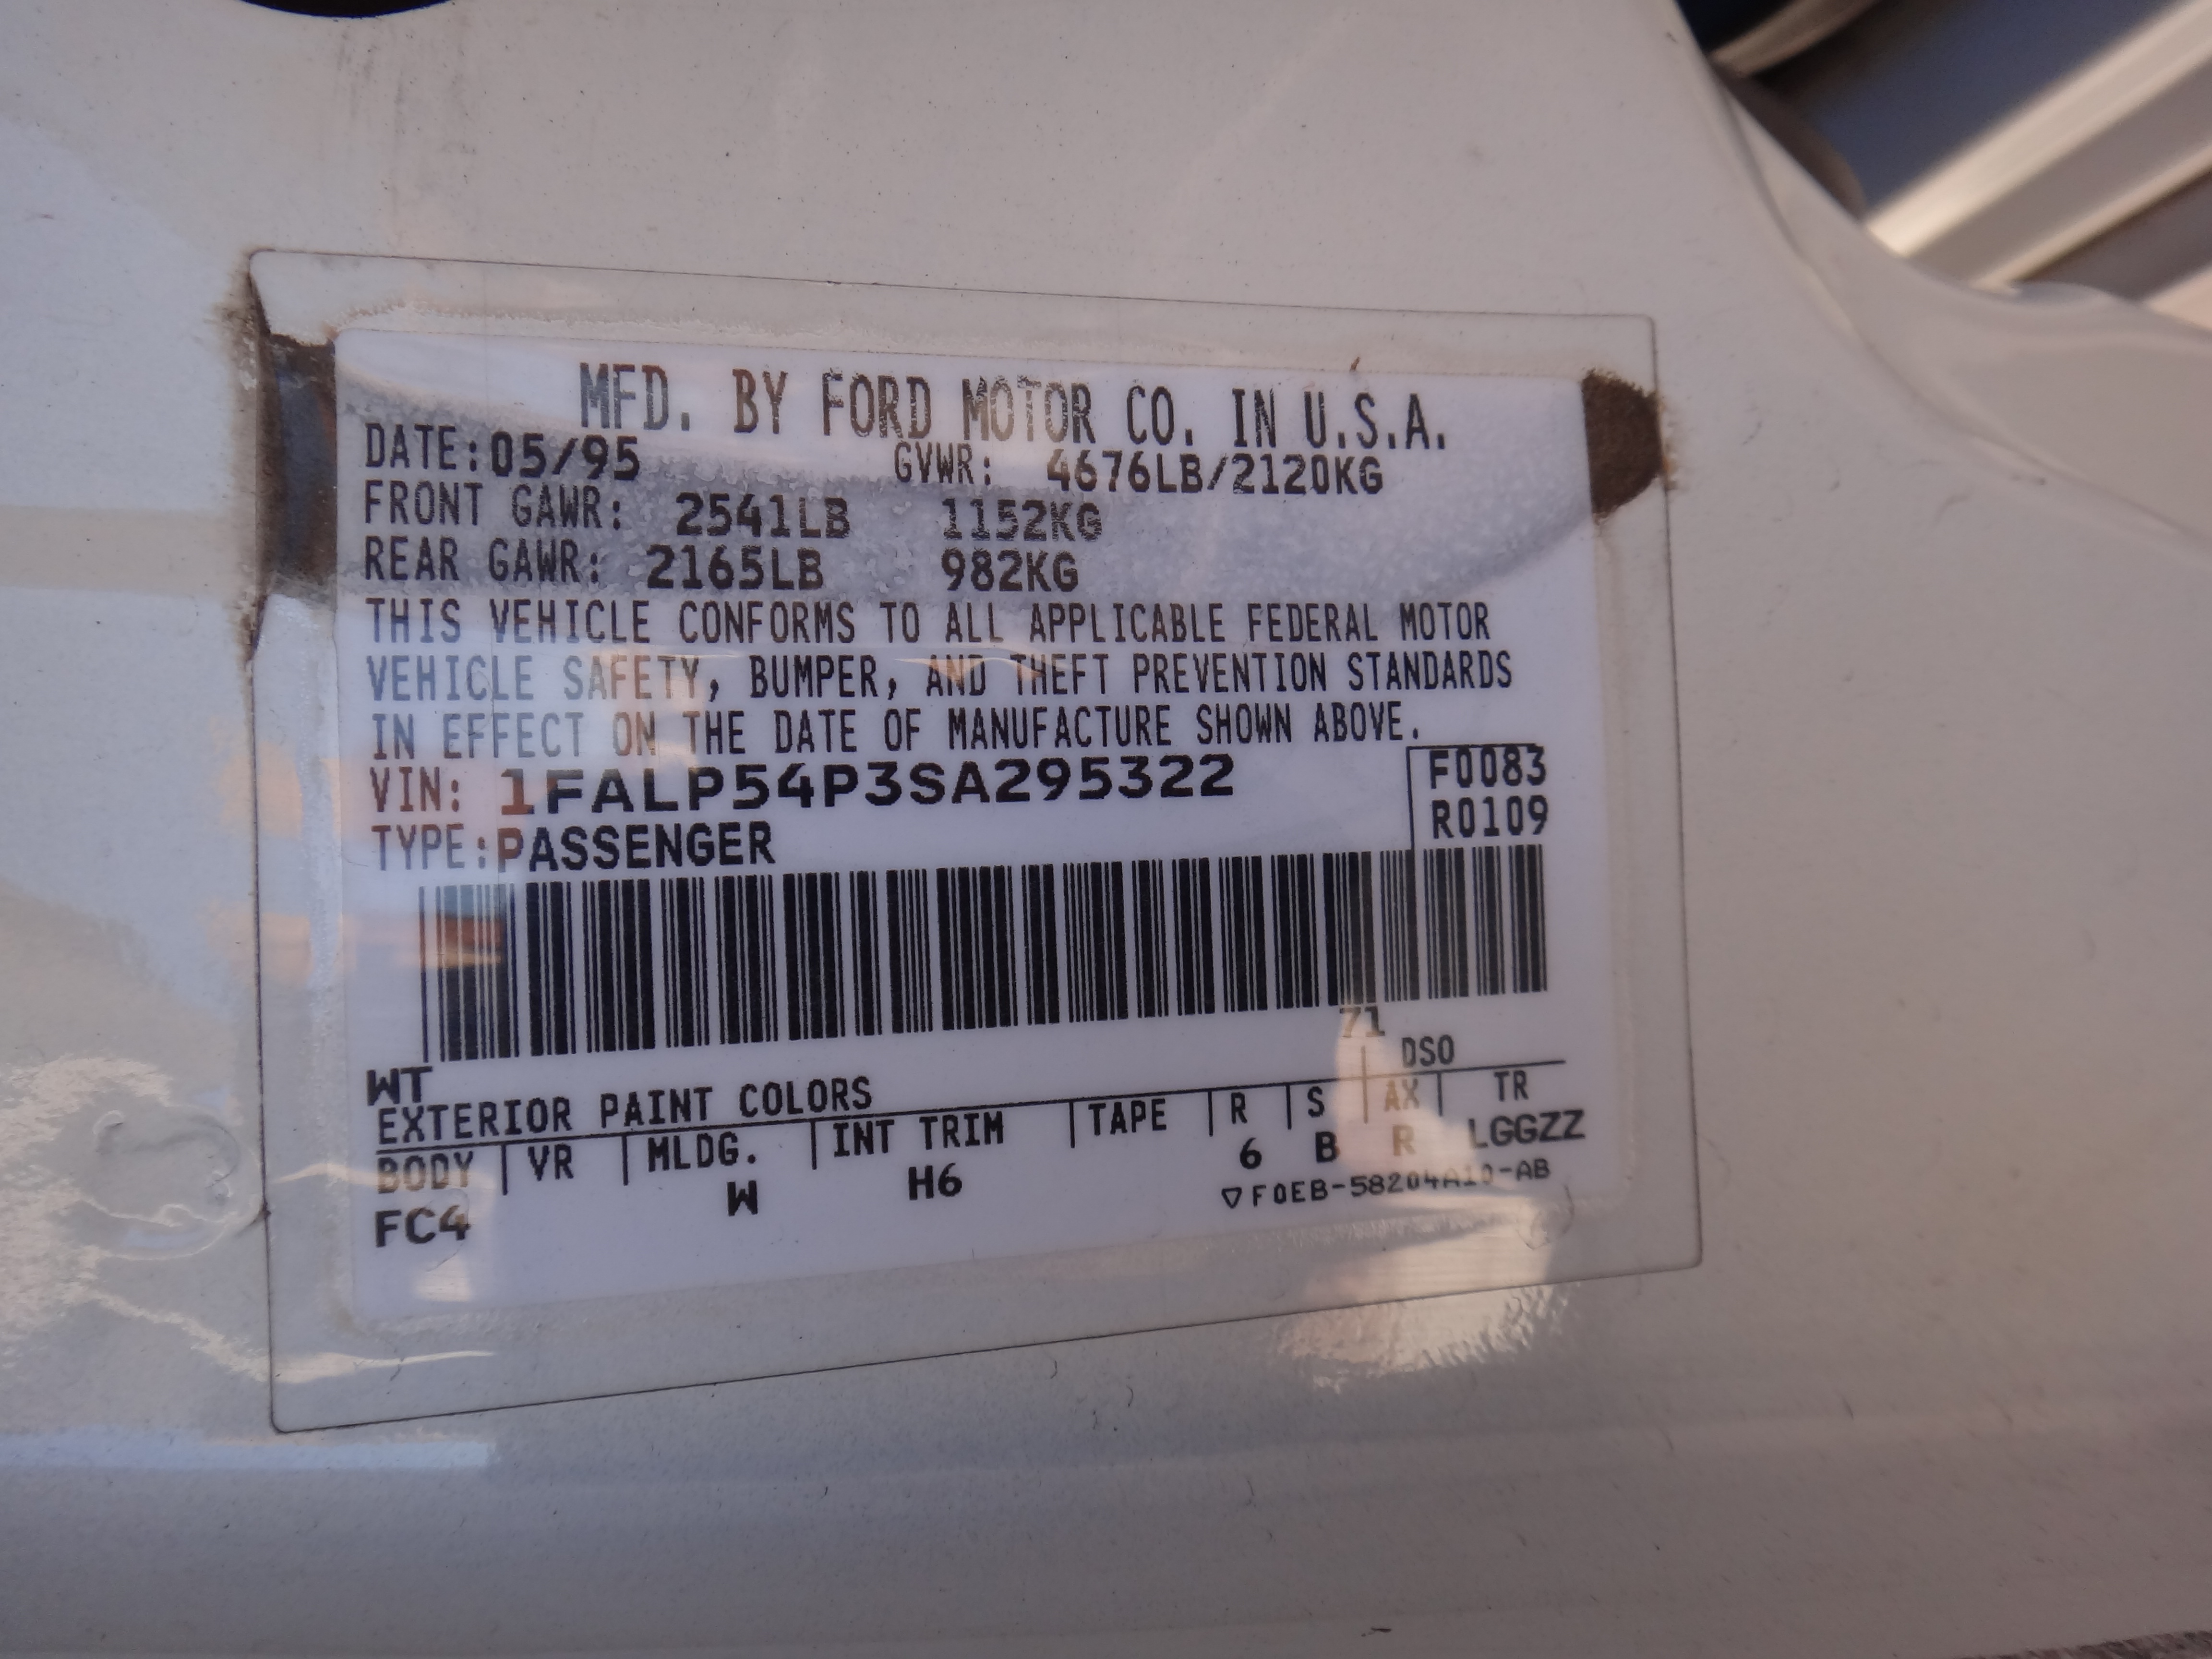 MFD. BY FORD MOTOR CO. IN U.S.A.
DATE:05/95 GVWR: 4676LB/2120KG
FRONT GAWR: 2541LB 1152KG
REAR GAWR: 2165LB 982KG
THIS VEHICLE CONFORMS TO ALL APPLICABLE FEDERAL MOTOR
VEHICLE SAFETY, BUMPER, AND THEFT PREVENTION STANDARDS
IN EFFECT ON THE DATE OF MANUFACTURE SHOWN ABOVE.
VIN: 1FALP54P3SA295322 F0083
TYPE:PASSENGER R0109
71
WT DSO
EXTERIOR PAINT COLORS
BODY VR MLDG. INT TRIM TAPE R S AX TR
FC4 W H6 6 B R LGGZZ
▽F0EB-58204A10-AB